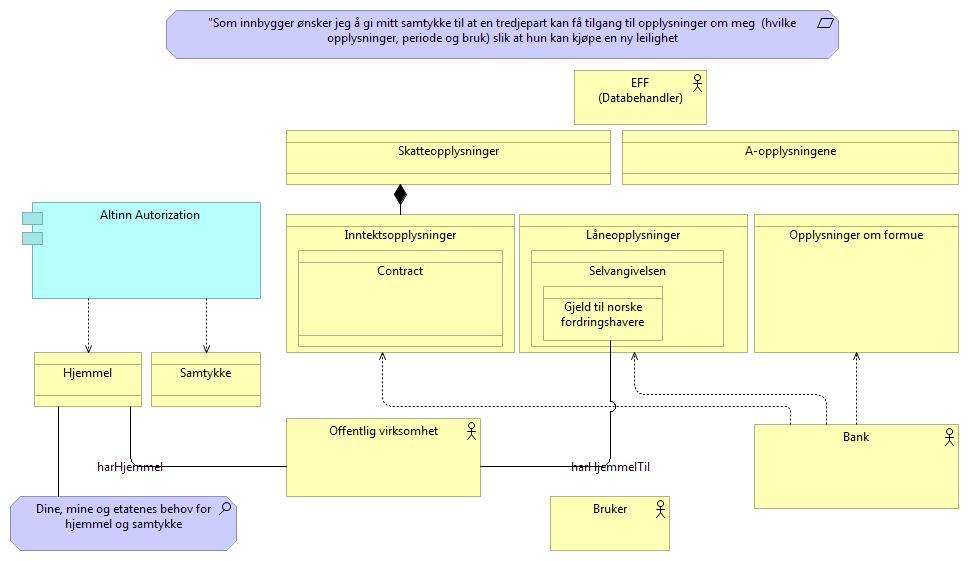 "Som innbygger ønsker jeg å gi mitt samtykke til at en tredjepart kan få tilgang til opplysninger om meg (hvilke
opplysninger, periode og bruk) slik at hun kan kjøpe en ny leilighet
EFF
(Databehandler)
Skatteopplysninger
A-opplysningene
Altinn Autorization
Inntektsopplysninger
Låneopplysninger
Opplysninger om formue
Contract
Selvangivelsen
Gjeld til norske
fordringshavere
Hjemmel
Samtykke
Offentlig virksomhet
Bank
harHjemmel
harHjemmelTil
Dine, mine og etatenes behov for
hjemmel og samtykke
Bruker